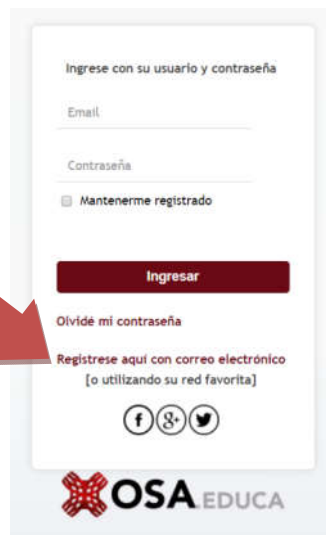 Ingrese con su usuario y contraseña
Email
Contraseña
Mantenerme registrado
Ingresar
Olvidé mi contraseña
Registrese aquí con correo electrónico
[o utilizando su red favorita]
f g+
OSA.EDUCA